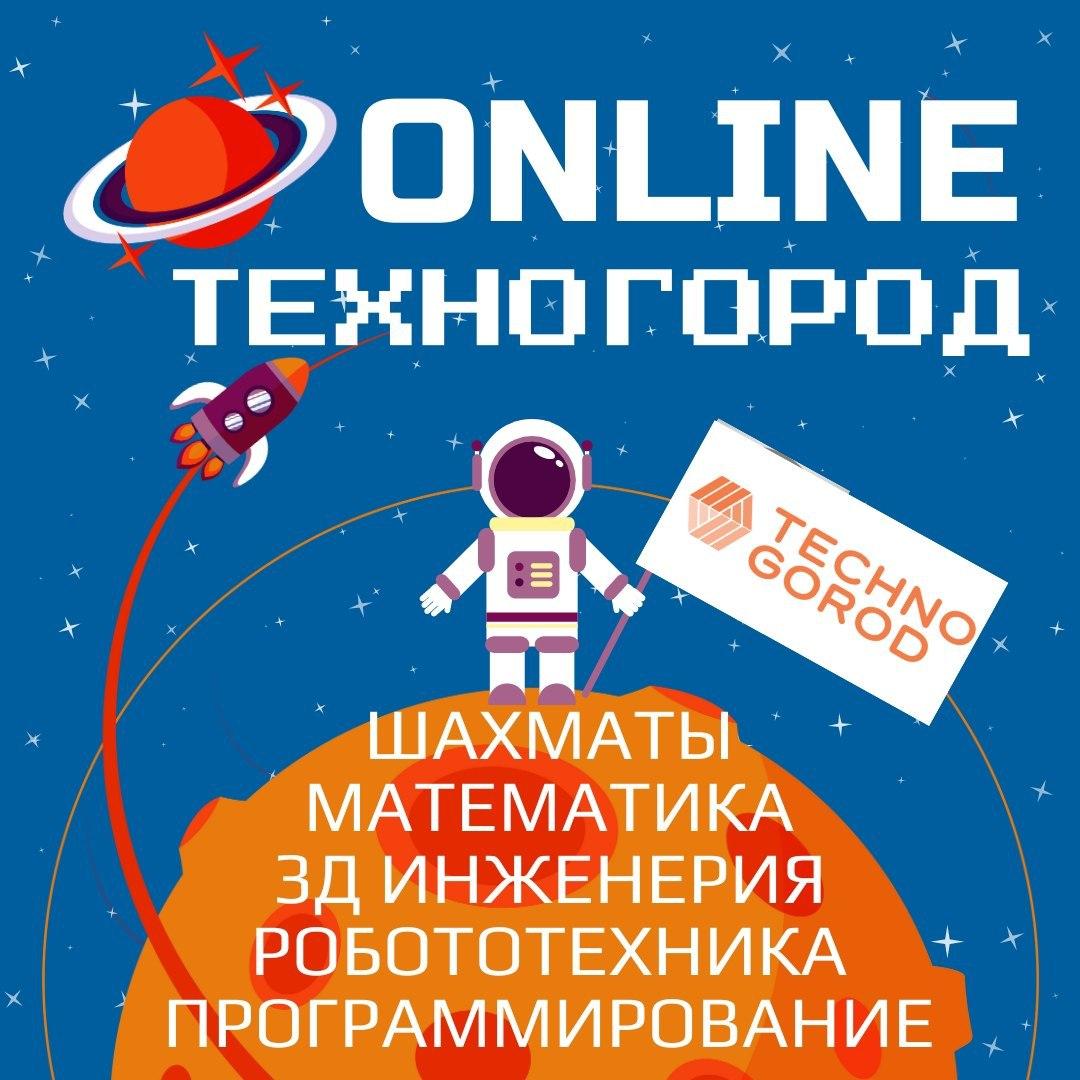 ONLINE
ТЕХНОГОРОД
TECHNO
GOROD
ШАХМАТЫ
МАТЕМАТИКА
3Д ИНЖЕНЕРИЯ
РОБОТОТЕХНИКА
ПРОГРАММИРОВАНИЕ